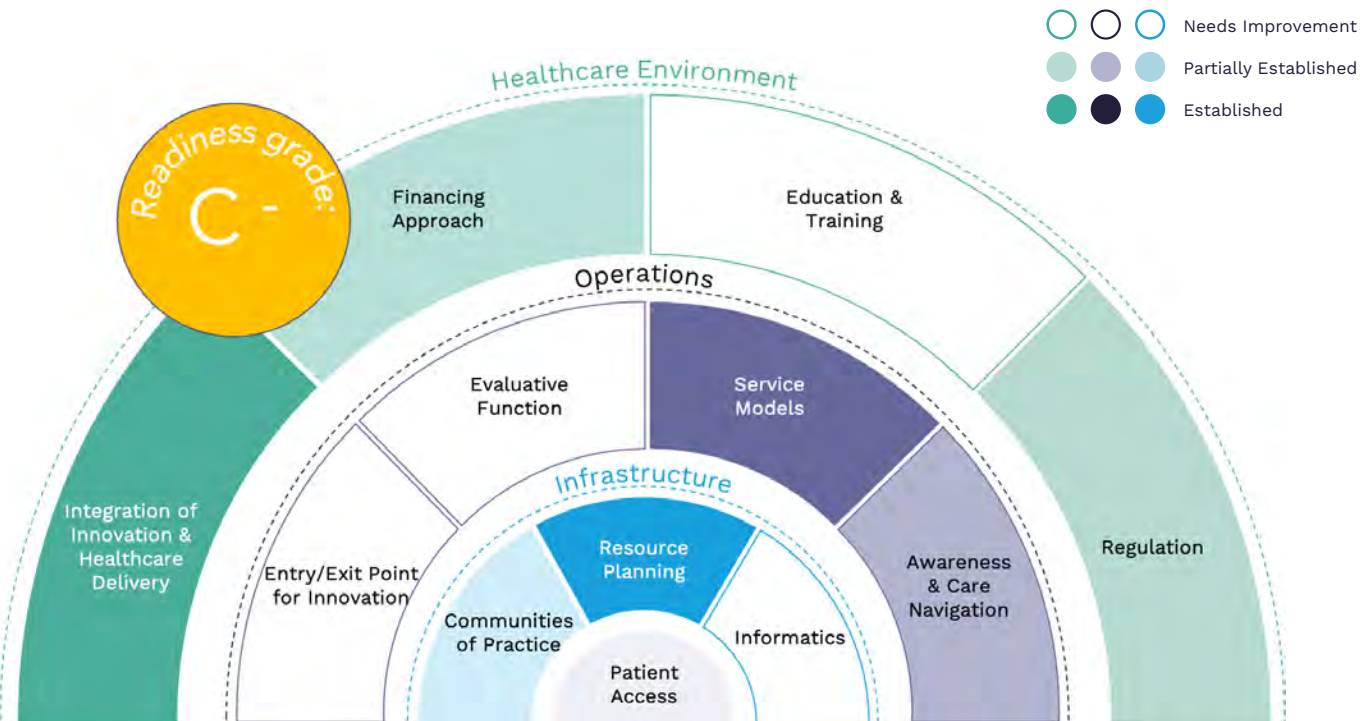 Needs Improvement
Partially Established
Established
Healthcare Environment
Readiness grade:
C -
Financing
Approach
Education &
Training
Operations
Evaluative
Function
Service
Models
Infrastructure
Integration of
Innovation &
Healthcare
Delivery
Entry/Exit Point
for Innovation
Communities
of Practice
Resource
Planning
Informatics
Awareness
& Care
Navigation
Regulation
Patient
Access